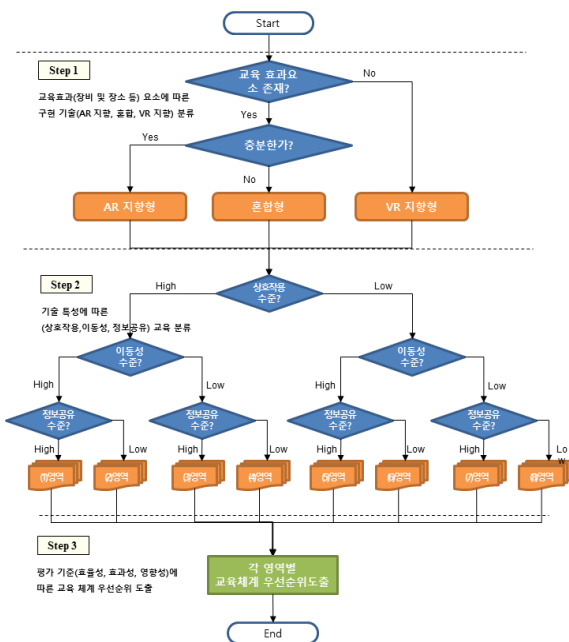 Start
Step 1
교육 효과요
소 존재?
No
교육효과(장비 및 장소 등) 요소에 따른
구현 기술(AR 지향, 혼합, VR 지향) 분류
Yes
Yes
충분한가?
No
AR 지향형
혼합형
VR 지향형
Step 2
High
상호작용
수준?
Low
기술 특성에 따른
(상호작용,이동성, 정보공유) 교육 분류
이동성
수준?
이동성
수준?
High
Low
High
Low
정보공유
수준?
정보공유
수준?
정보공유
수준?
정보공유
수준?
High
Low
High
Low
High
Low
High
Lo
w
(1)영역
(2)영역
(3)영역
(4)영역
(5)영역
(6)영역
(7)영역
(8)영역
Step 3
평가 기준(효율성, 효과성, 영향성)에
따른 교육 체계 우선순위 도출
각 영역별
교육체계 우선순위도출
End